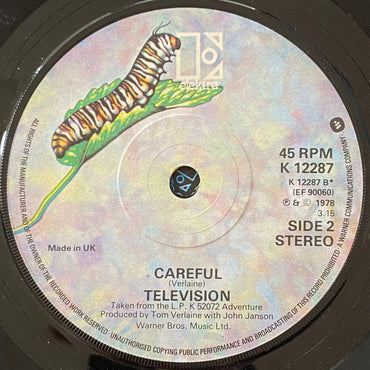 elektra
45 RPM
K 12287
K 12287 B*
(EF 90060)
℗ & © 1978
3.15
SIDE 2
STEREO
Made in UK
CAREFUL
(Verlaine)
TELEVISION
Taken from the L.P. K 52072 Adventure
Produced by Tom Verlaine with John Janson
Warner Bros. Music Ltd.
ALL RIGHTS OF THE MANUFACTURER AND OF THE OWNER OF THE RECORDED WORK RESERVED. UNAUTHORISED COPYING PUBLIC PERFORMANCE AND BROADCASTING OF THIS RECORD PROHIBITED. A WARNER COMMUNICATIONS COMPANY.